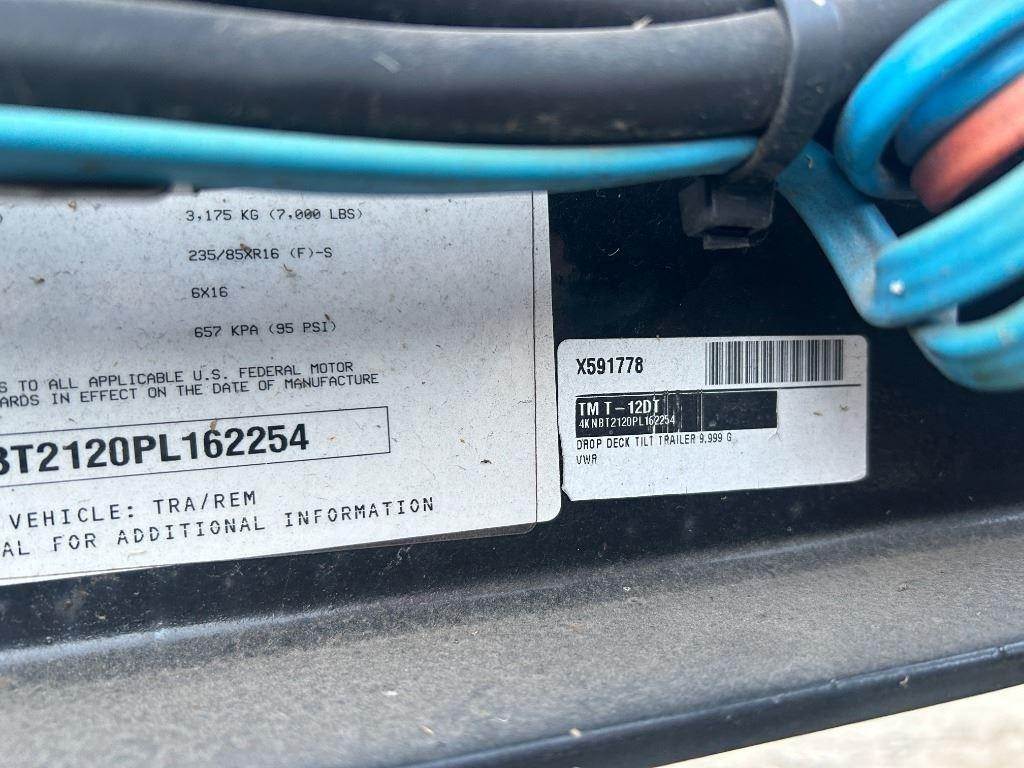 3,175 KG (7,000 LBS)
235/85XR16 (F)-S
6X16
657 KPA (95 PSI)
S TO ALL APPLICABLE U.S. FEDERAL MOTOR
ARDS IN EFFECT ON THE DATE OF MANUFACTURE
BT2120PL162254
VEHICLE: TRA/REM
AL FOR ADDITIONAL INFORMATION
X591778
TM T-12DT
4KNBT2120PL162254
DROP DECK TILT TRAILER 9,999 G
VWR